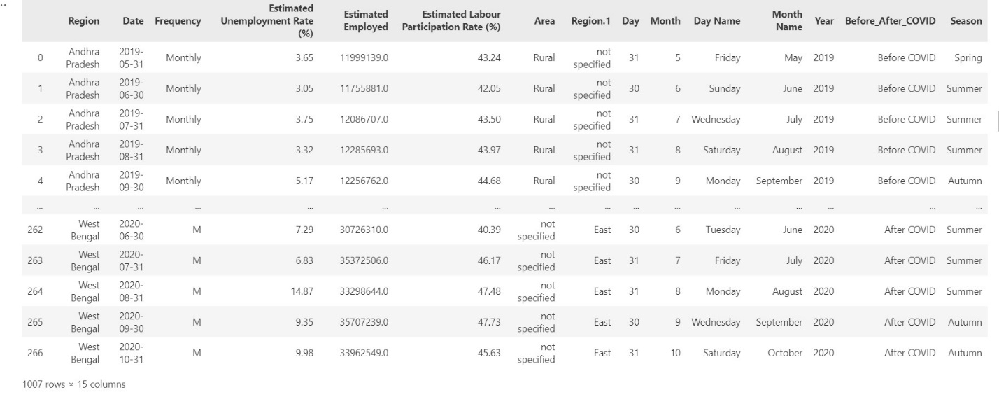 Region Date Frequency Estimated Unemployment Rate (%) Estimated Employed Estimated Labour Participation Rate (%) Area Region.1 Day Month Day Name Month Name Year Before_After_COVID Season
0 Andhra Pradesh 2019-05-31 Monthly 3.65 11999139.0 43.24 Rural not specified 31 5 Friday May 2019 Before COVID Spring
1 Andhra Pradesh 2019-06-30 Monthly 3.05 11755881.0 42.05 Rural not specified 30 6 Sunday June 2019 Before COVID Summer
2 Andhra Pradesh 2019-07-31 Monthly 3.75 12086707.0 43.50 Rural not specified 31 7 Wednesday July 2019 Before COVID Summer
3 Andhra Pradesh 2019-08-31 Monthly 3.32 12285693.0 43.97 Rural not specified 31 8 Saturday August 2019 Before COVID Summer
4 Andhra Pradesh 2019-09-30 Monthly 5.17 12256762.0 44.68 Rural not specified 30 9 Monday September 2019 Before COVID Autumn
... ... ... ... ... ... ... ... ... ... ... ... ... ... ... ...
262 West Bengal 2020-06-30 M 7.29 30726310.0 40.39 not specified East 30 6 Tuesday June 2020 After COVID Summer
263 West Bengal 2020-07-31 M 6.83 35372506.0 46.17 not specified East 31 7 Friday July 2020 After COVID Summer
264 West Bengal 2020-08-31 M 14.87 33298644.0 47.48 not specified East 31 8 Monday August 2020 After COVID Summer
265 West Bengal 2020-09-30 M 9.35 35707239.0 47.73 not specified East 30 9 Wednesday September 2020 After COVID Autumn
266 West Bengal 2020-10-31 M 9.98 33962549.0 45.63 not specified East 31 10 Saturday October 2020 After COVID Autumn
1007 rows × 15 columns